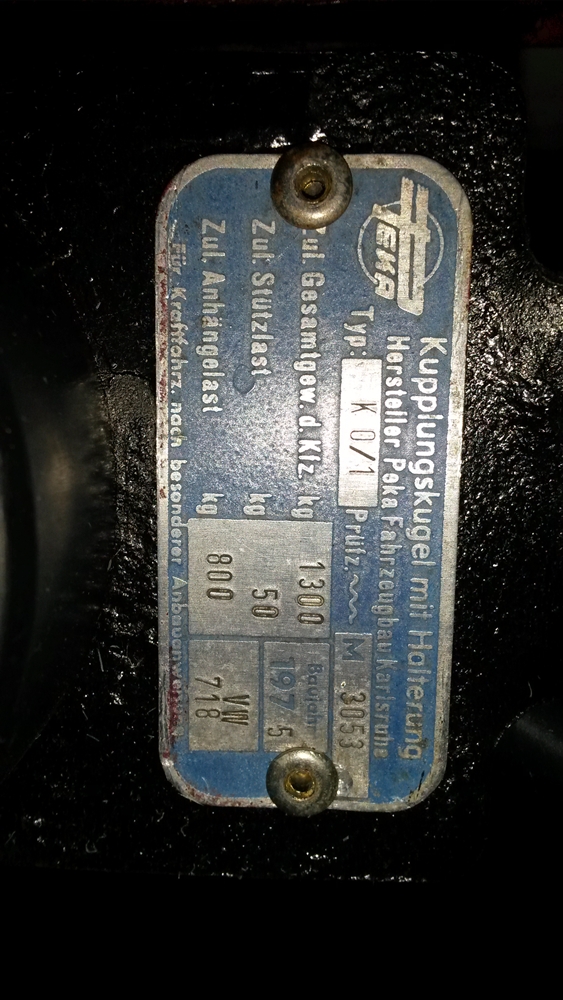 PEKA
Kupplungskugel mit Halterung
Hersteller Peka Fahrzeugbau Karlsruhe
Typ: K 0/1 Prüfz. M 3053
Zul. Gesamtgew. d. Kfz kg 1300 Baujahr
Zul. Stützlast kg 50 1975
Zul. Anhängelast kg 800 VW 718
Für Kraftfahrz. nach besonderer